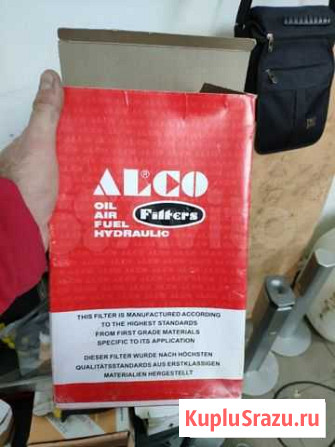 ALCO®
OIL
AIR
FUEL
HYDRAULIC
Filters
THIS FILTER IS MANUFACTURED ACCORDING
TO THE HIGHEST STANDARDS
FROM FIRST GRADE MATERIALS
SPECIFIC TO ITS APPLICATION
DIESER FILTER WURDE NACH HÖCHSTEN
QUALITÄTSSTANDARDS AUS ERSTKLASSIGEN
MATERIALIEN HERGESTELLT
KupluSrazu.ru